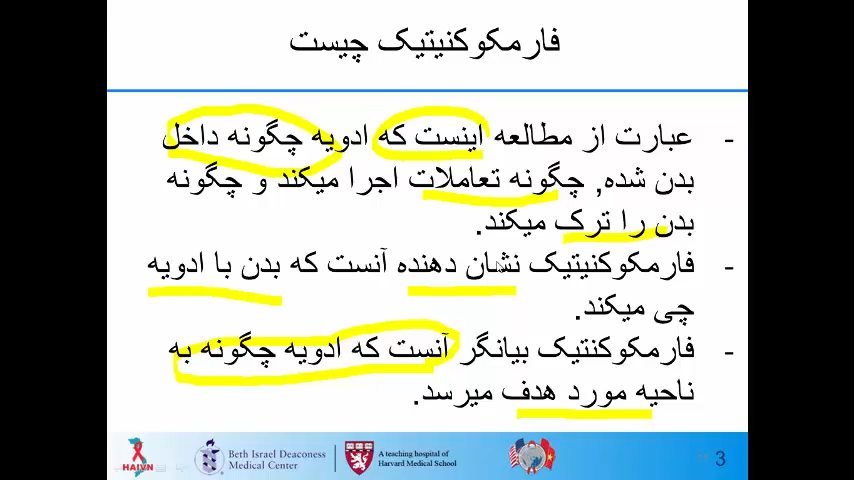 فارمکوکنیتیک چیست
- عبارت از مطالعه اینست که ادویه چگونه داخل
بدن شده, چگونه تعاملات اجرا میکند و چگونه
بدن را ترک میکند.
- فارمکوکنیتیک نشان دهنده آنست که بدن با ادویه
چی میکند.
- فارمکوکنتیک بیانگر آنست که ادویه چگونه به
ناحیه مورد هدف میرسد.
HAIVN
Beth Israel Deaconess
Medical Center
A teaching hospital of
Harvard Medical School
3